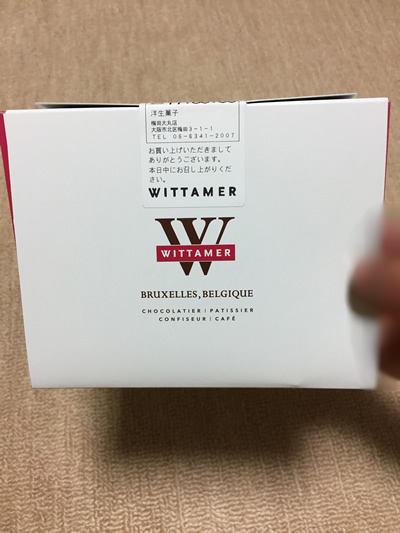 洋生菓子
梅田大丸店
大阪市北区梅田3-1-1
TEL 06-6341-2007
お買い上げいただきまして
ありがとうございます。
本日中にお召し上がりくださ
い。
WITTAMER
W
WITTAMER
BRUXELLES, BELGIQUE
CHOCOLATIER | PATISSIER
CONFISEUR | CAFÉ